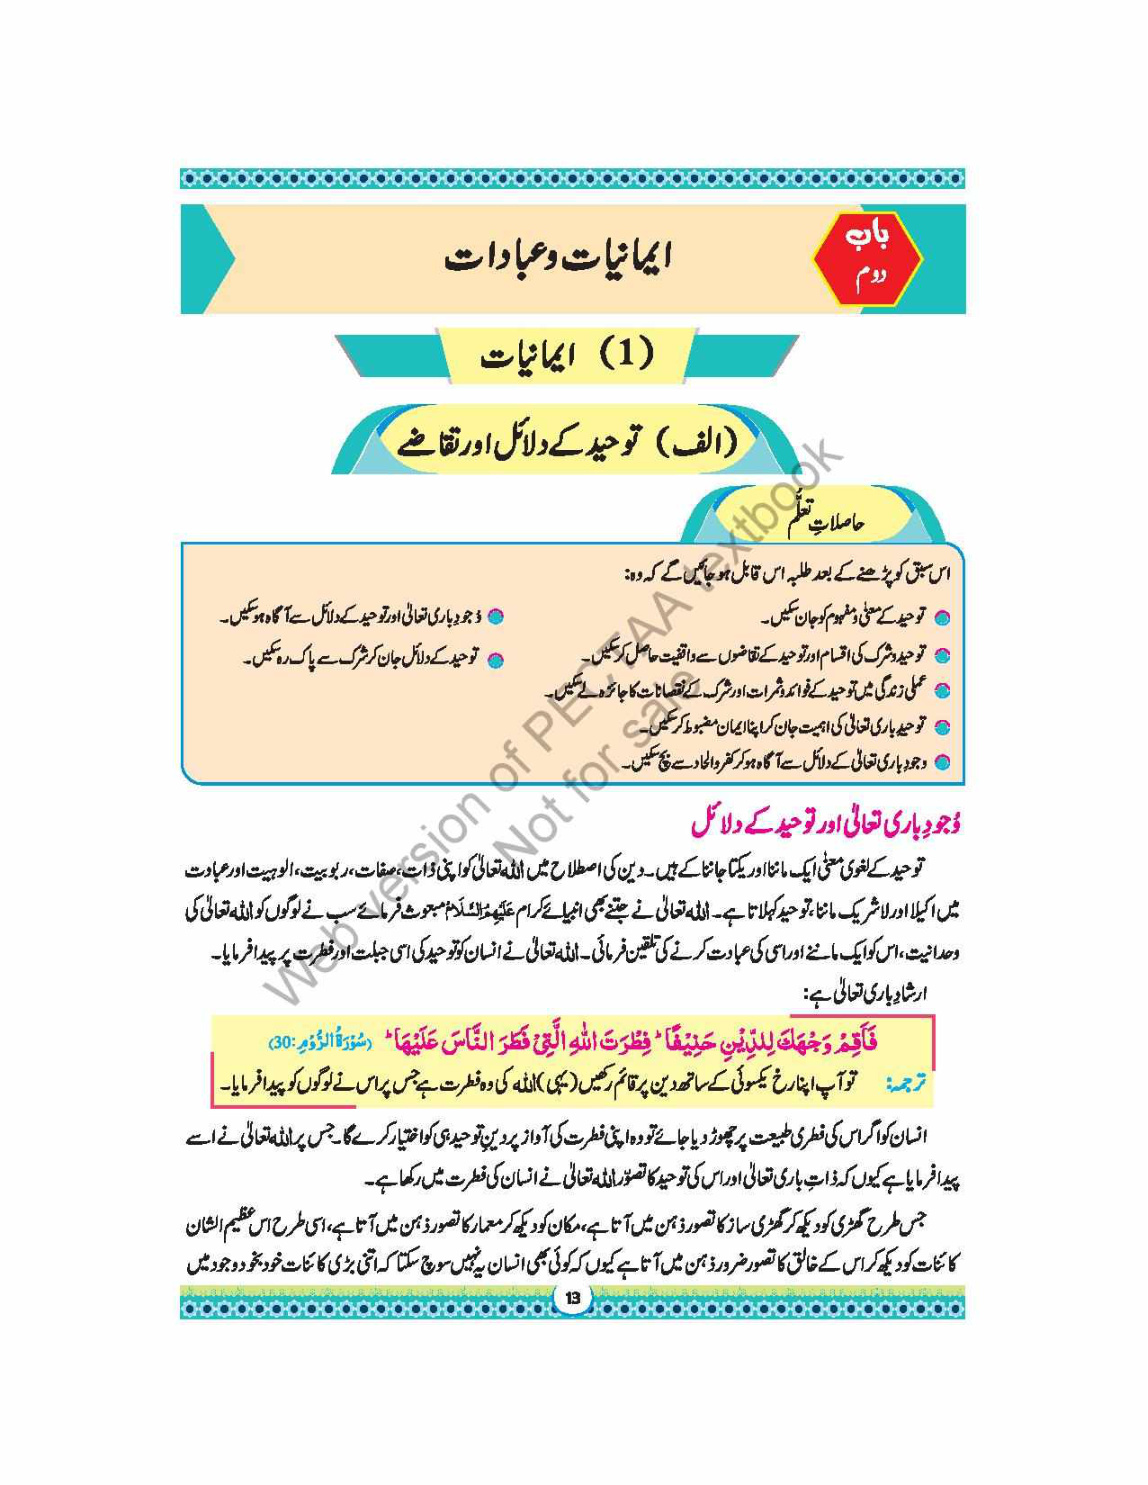 باب
دوم
ایمانیات و عبادات
(1) ایمانیات
(الف) توحید کے دلائل اور تقاضے
حاصلاتِ تعلّم
اس سبق کو پڑھنے کے بعد طلبہ اس قابل ہو جائیں گے کہ وہ:
توحید کے معنٰی و مفہوم کو جان سکیں۔
وُجودِ باری تعالیٰ اور توحید کے دلائل سے آگاہ ہو سکیں۔
توحید و شرک کی اقسام اور توحید کے تقاضوں سے واقفیت حاصل کر سکیں۔
توحید کے دلائل جان کر شرک سے پاک رہ سکیں۔
عملی زندگی میں توحید کے فوائد و ثمرات اور شرک کے نقصانات کا جائزہ لے سکیں۔
توحیدِ باری تعالیٰ کی اہمیت جان کر اپنا ایمان مضبوط کر سکیں۔
وجودِ باری تعالیٰ کے دلائل سے آگاہ ہو کر کفر و الحاد سے بچ سکیں۔
وُجودِ باری تعالیٰ اور توحید کے دلائل
توحید کے لغوی معنٰی ایک ماننا اور یکتا جاننا کے ہیں۔ دین کی اصطلاح میں اللہ تعالیٰ کو اپنی ذات، صفات، ربوبیت، الوہیت اور عبادت
میں اکیلا اور لاشریک ماننا، توحید کہلاتا ہے۔ اللہ تعالیٰ نے جتنے بھی انبیائے کرام عَلَیْہِمُ السَّلَامُ مبعوث فرمائے سب نے لوگوں کو اللہ تعالیٰ کی
وحدانیت، اس کو ایک ماننے اور اسی کی عبادت کرنے کی تلقین فرمائی۔ اللہ تعالیٰ نے انسان کو توحید کی اسی جبلت اور فطرت پر پیدا فرمایا۔
ارشادِ باری تعالیٰ ہے:
فَاَقِمْ وَجْهَكَ لِلدِّیْنِ حَنِیْفًا ؕ فِطْرَتَ اللّٰهِ الَّتِیْ فَطَرَ النَّاسَ عَلَیْهَا ؕ (سُوْرَةُ الرُّوْمِ: 30)
ترجمہ: تو آپ اپنا رخ یکسوئی کے ساتھ دین پر قائم رکھیں (یہی) اللہ کی وہ فطرت ہے جس پر اس نے لوگوں کو پیدا فرمایا۔
انسان کو اگر اس کی فطری طبیعت پر چھوڑ دیا جائے تو وہ اپنی فطرت کی آواز پر دینِ توحید ہی کو اختیار کرے گا۔ جس پر اللہ تعالیٰ نے اسے
پیدا فرمایا ہے کیوں کہ ذاتِ باری تعالیٰ اور اس کی توحید کا تصوّر اللہ تعالیٰ نے انسان کی فطرت میں رکھا ہے۔
جس طرح گھڑی کو دیکھ کر گھڑی ساز کا تصور ذہن میں آتا ہے، مکان کو دیکھ کر معمار کا تصور ذہن میں آتا ہے، اسی طرح اس عظیم الشان
کائنات کو دیکھ کر اس کے خالق کا تصور ضرور ذہن میں آتا ہے کیوں کہ کوئی بھی انسان یہ نہیں سوچ سکتا کہ اتنی بڑی کائنات خود بخود وجود میں
13
Web version of PECTAA textbook
Not for sale